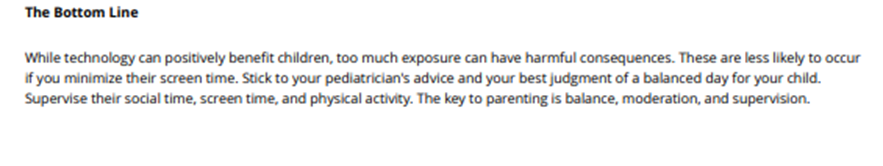 The Bottom Line
While technology can positively benefit children, too much exposure can have harmful consequences. These are less likely to occur
if you minimize their screen time. Stick to your pediatrician's advice and your best judgment of a balanced day for your child.
Supervise their social time, screen time, and physical activity. The key to parenting is balance, moderation, and supervision.